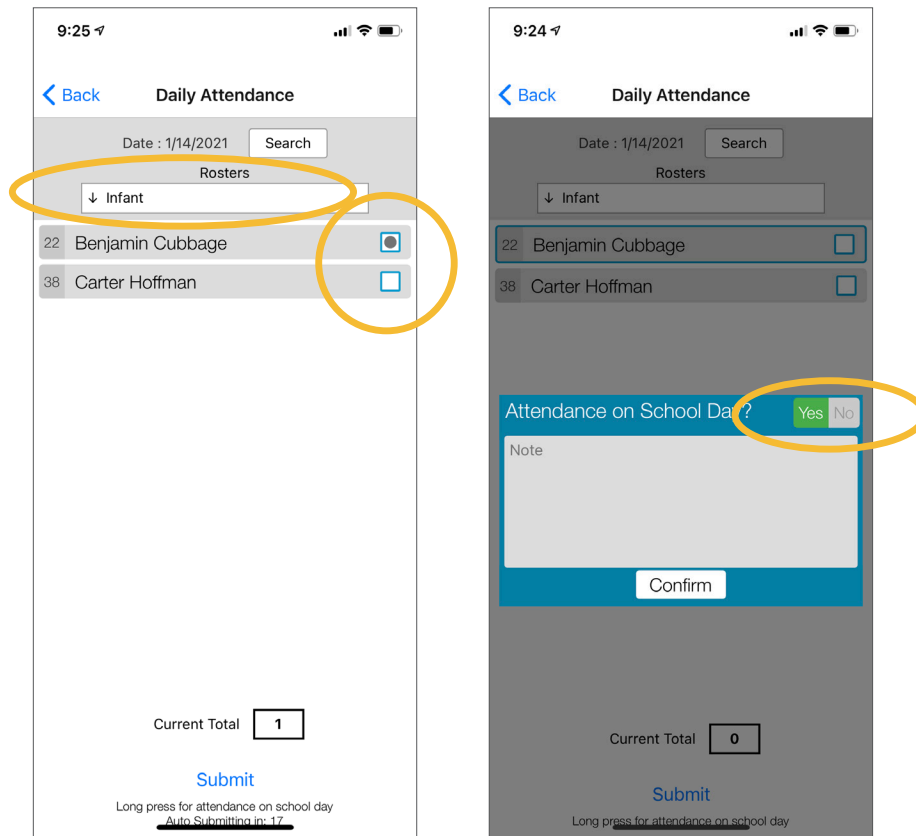 9:25
Back Daily Attendance
Date : 1/14/2021 Search
Rosters
↓ Infant
22 Benjamin Cubbage
38 Carter Hoffman
Current Total 1
Submit
Long press for attendance on school day
Auto Submitting in: 17
9:24
Back Daily Attendance
Date : 1/14/2021 Search
Rosters
↓ Infant
22 Benjamin Cubbage
38 Carter Hoffman
Attendance on School Day? Yes No
Note
Confirm
Current Total 0
Submit
Long press for attendance on school day